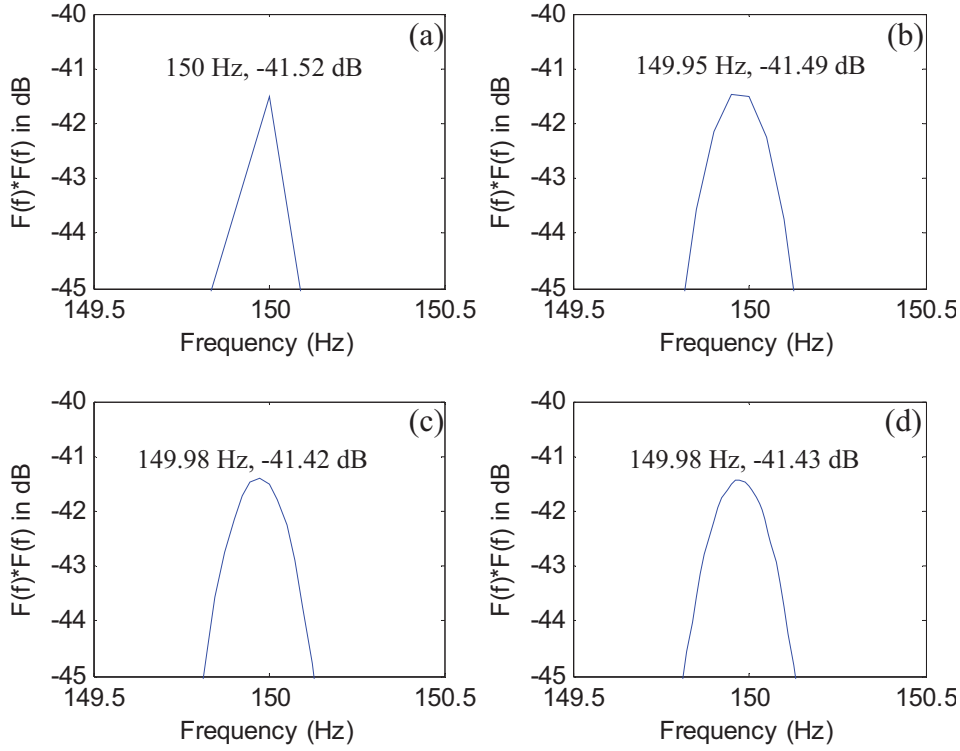 (a)
150 Hz, -41.52 dB
-40
-41
-42
-43
-44
-45
149.5 150 150.5
Frequency (Hz)
F(f)*F(f) in dB
(b)
149.95 Hz, -41.49 dB
-40
-41
-42
-43
-44
-45
149.5 150 150.5
Frequency (Hz)
F(f)*F(f) in dB
(c)
149.98 Hz, -41.42 dB
-40
-41
-42
-43
-44
-45
149.5 150 150.5
Frequency (Hz)
F(f)*F(f) in dB
(d)
149.98 Hz, -41.43 dB
-40
-41
-42
-43
-44
-45
149.5 150 150.5
Frequency (Hz)
F(f)*F(f) in dB